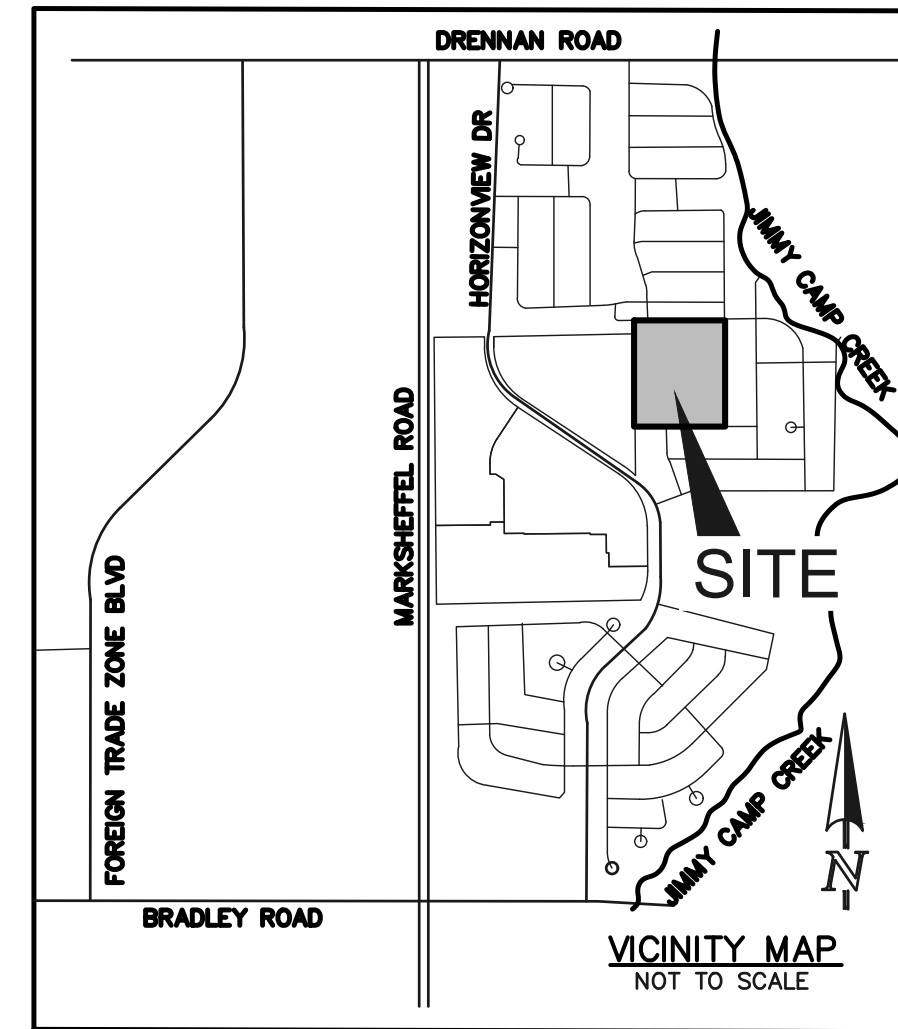 DRENNAN ROAD
HORIZONVIEW DR
JIMMY CAMP CREEK
MARKSHEFFEL ROAD
SITE
FOREIGN TRADE ZONE BLVD
JIMMY CAMP CREEK
N
BRADLEY ROAD
VICINITY MAP
NOT TO SCALE